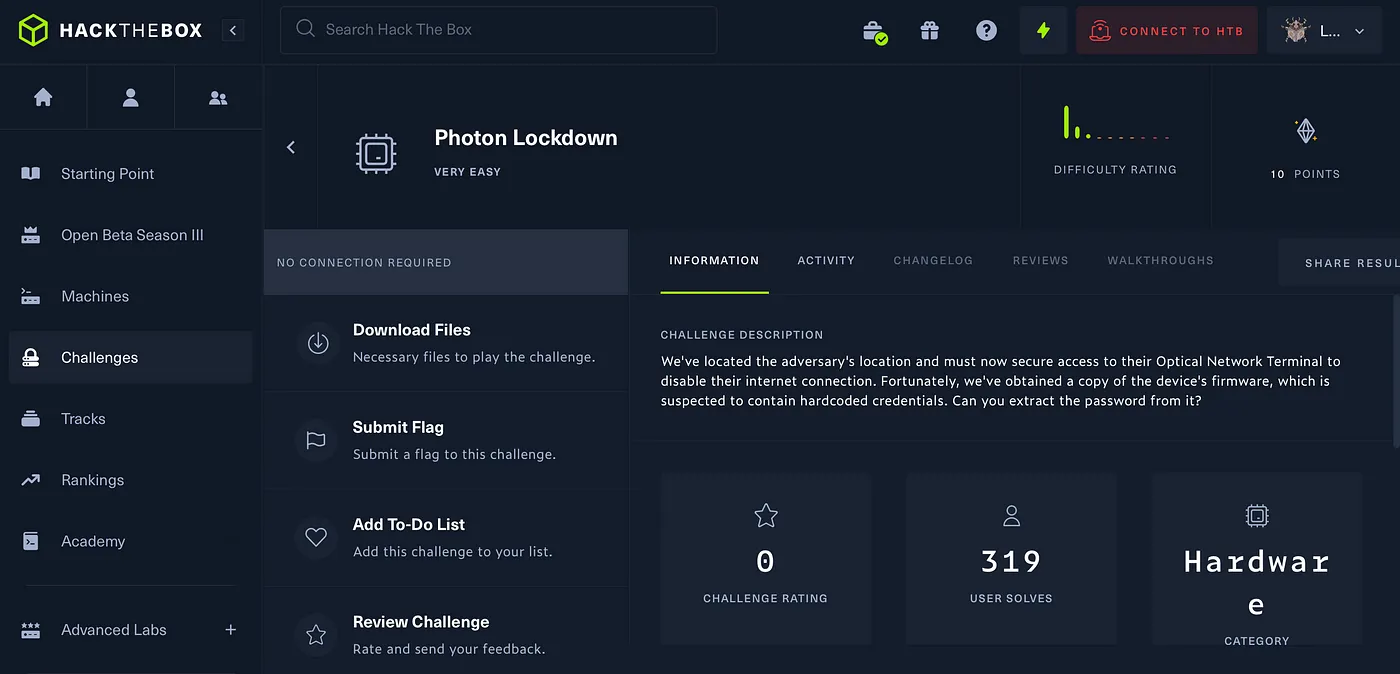 HACKTHEBOX
Search Hack The Box
CONNECT TO HTB
L...
Starting Point
Open Beta Season III
Machines
Challenges
Tracks
Rankings
Academy
Advanced Labs
Photon Lockdown
VERY EASY
DIFFICULTY RATING
10 POINTS
NO CONNECTION REQUIRED
Download Files
Necessary files to play the challenge.
Submit Flag
Submit a flag to this challenge.
Add To-Do List
Add this challenge to your list.
Review Challenge
Rate and send your feedback.
INFORMATION
ACTIVITY
CHANGELOG
REVIEWS
WALKTHROUGHS
SHARE RESUL
CHALLENGE DESCRIPTION
We've located the adversary's location and must now secure access to their Optical Network Terminal to
disable their internet connection. Fortunately, we've obtained a copy of the device's firmware, which is
suspected to contain hardcoded credentials. Can you extract the password from it?
0
CHALLENGE RATING
319
USER SOLVES
Hardwar
e
CATEGORY